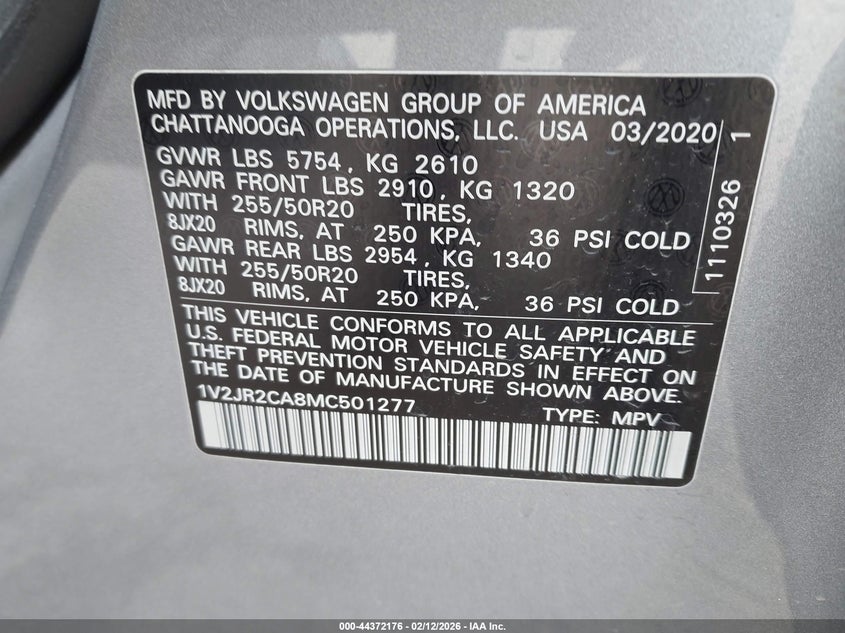 MFD BY VOLKSWAGEN GROUP OF AMERICA
CHATTANOOGA OPERATIONS, LLC. USA 03/2020
GVWR LBS 5754, KG 2610
GAWR FRONT LBS 2910, KG 1320
WITH 255/50R20 TIRES,
8JX20 RIMS, AT 250 KPA, 36 PSI COLD
GAWR REAR LBS 2954, KG 1340
WITH 255/50R20 TIRES,
8JX20 RIMS, AT 250 KPA, 36 PSI COLD
1110326 1
THIS VEHICLE CONFORMS TO ALL APPLICABLE
U.S. FEDERAL MOTOR VEHICLE SAFETY AND
THEFT PREVENTION STANDARDS IN EFFECT ON
THE DATE OF MANUFACTURE SHOWN ABOVE.
1V2JR2CA8MC501277 TYPE: MPV
000-44372176 - 02/12/2026 - IAA Inc.